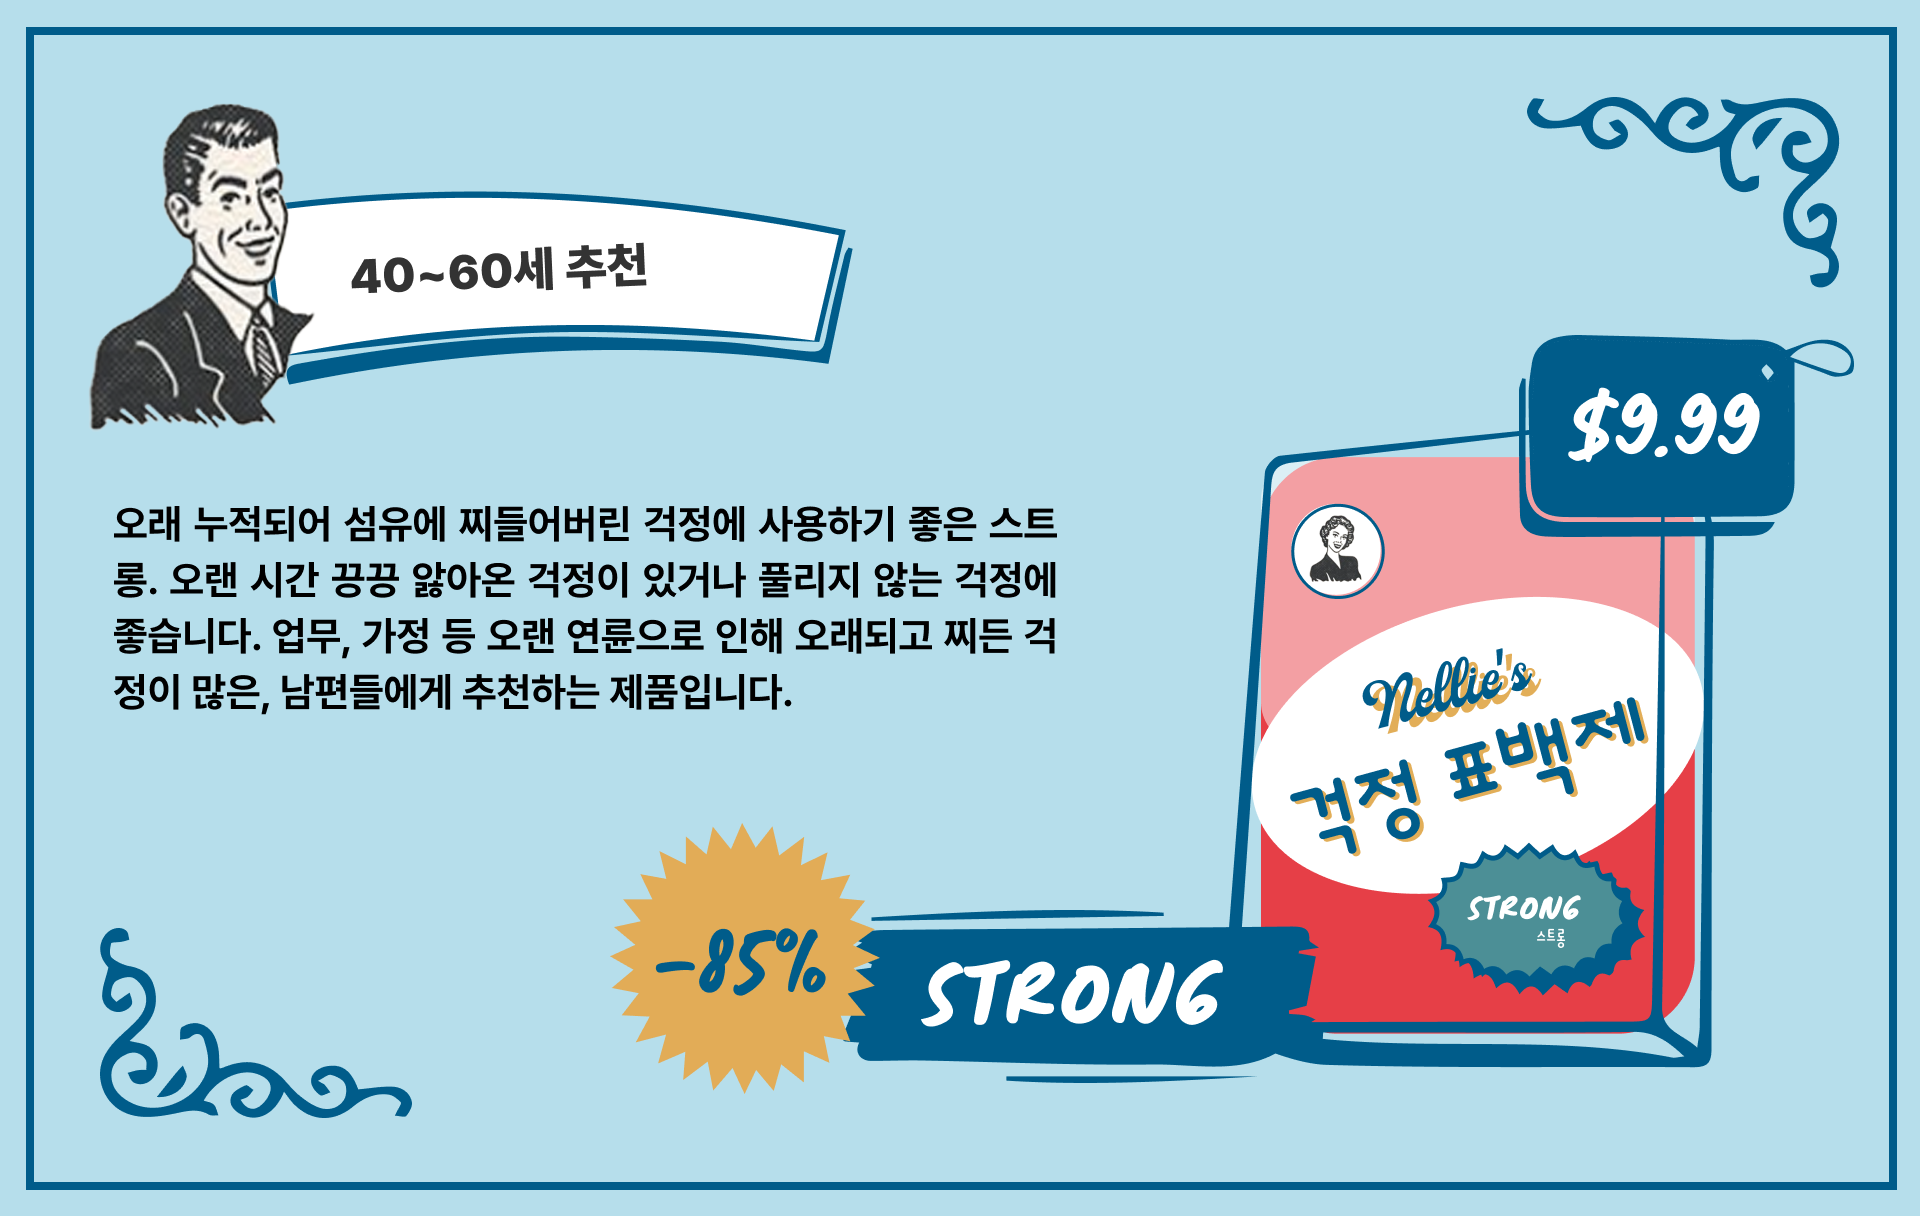 40~60세 추천
$9.99
오래 누적되어 섬유에 찌들어버린 걱정에 사용하기 좋은 스트
롱. 오랜 시간 끙끙 앓아온 걱정이 있거나 풀리지 않는 걱정에
좋습니다. 업무, 가정 등 오랜 연륜으로 인해 오래되고 찌든 걱
정이 많은, 남편들에게 추천하는 제품입니다.
Nellie's
걱정 표백제
STRONG
스트롱
-85%
STRONG